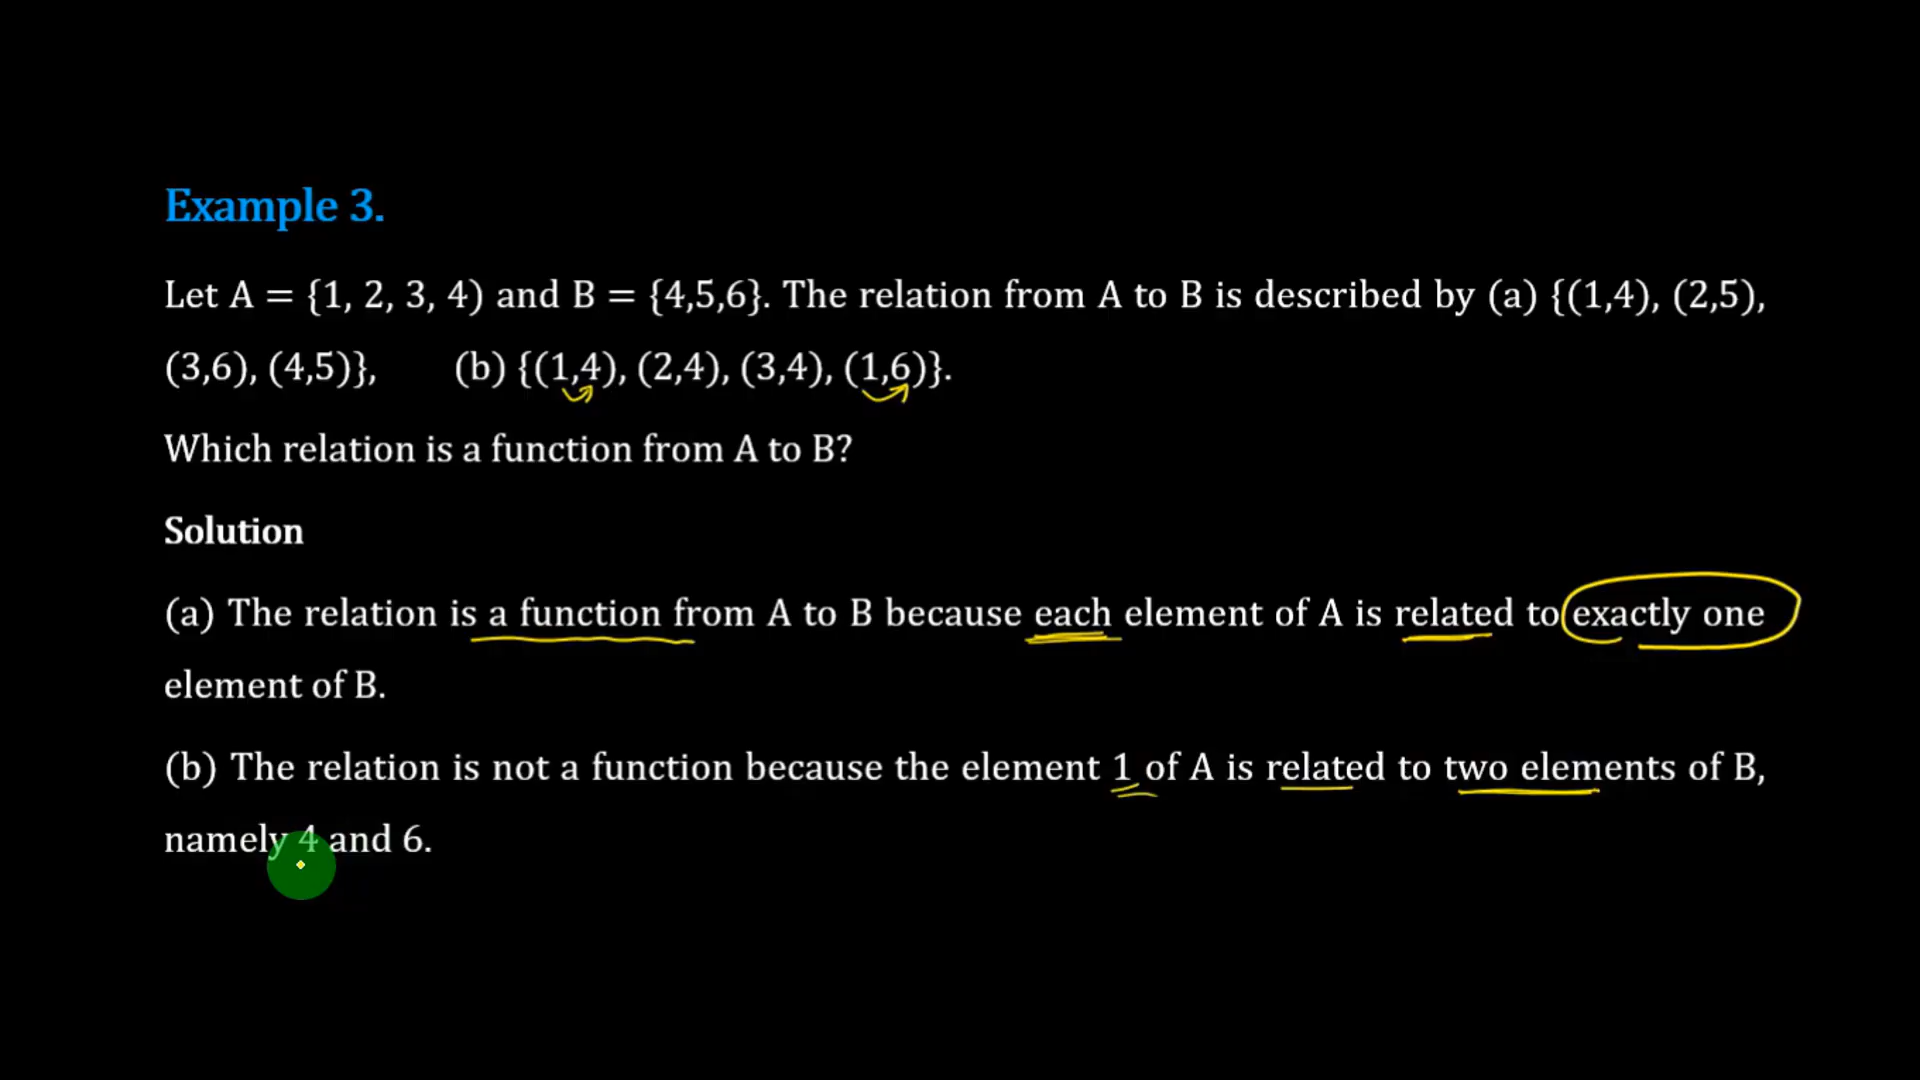 Example 3.
Let A = {1, 2, 3, 4) and B = {4,5,6}. The relation from A to B is described by (a) {(1,4), (2,5),
(3,6), (4,5)}, (b) {(1,4), (2,4), (3,4), (1,6)}.
Which relation is a function from A to B?
Solution
(a) The relation is a function from A to B because each element of A is related to exactly one
element of B.
(b) The relation is not a function because the element 1 of A is related to two elements of B,
namely 4 and 6.